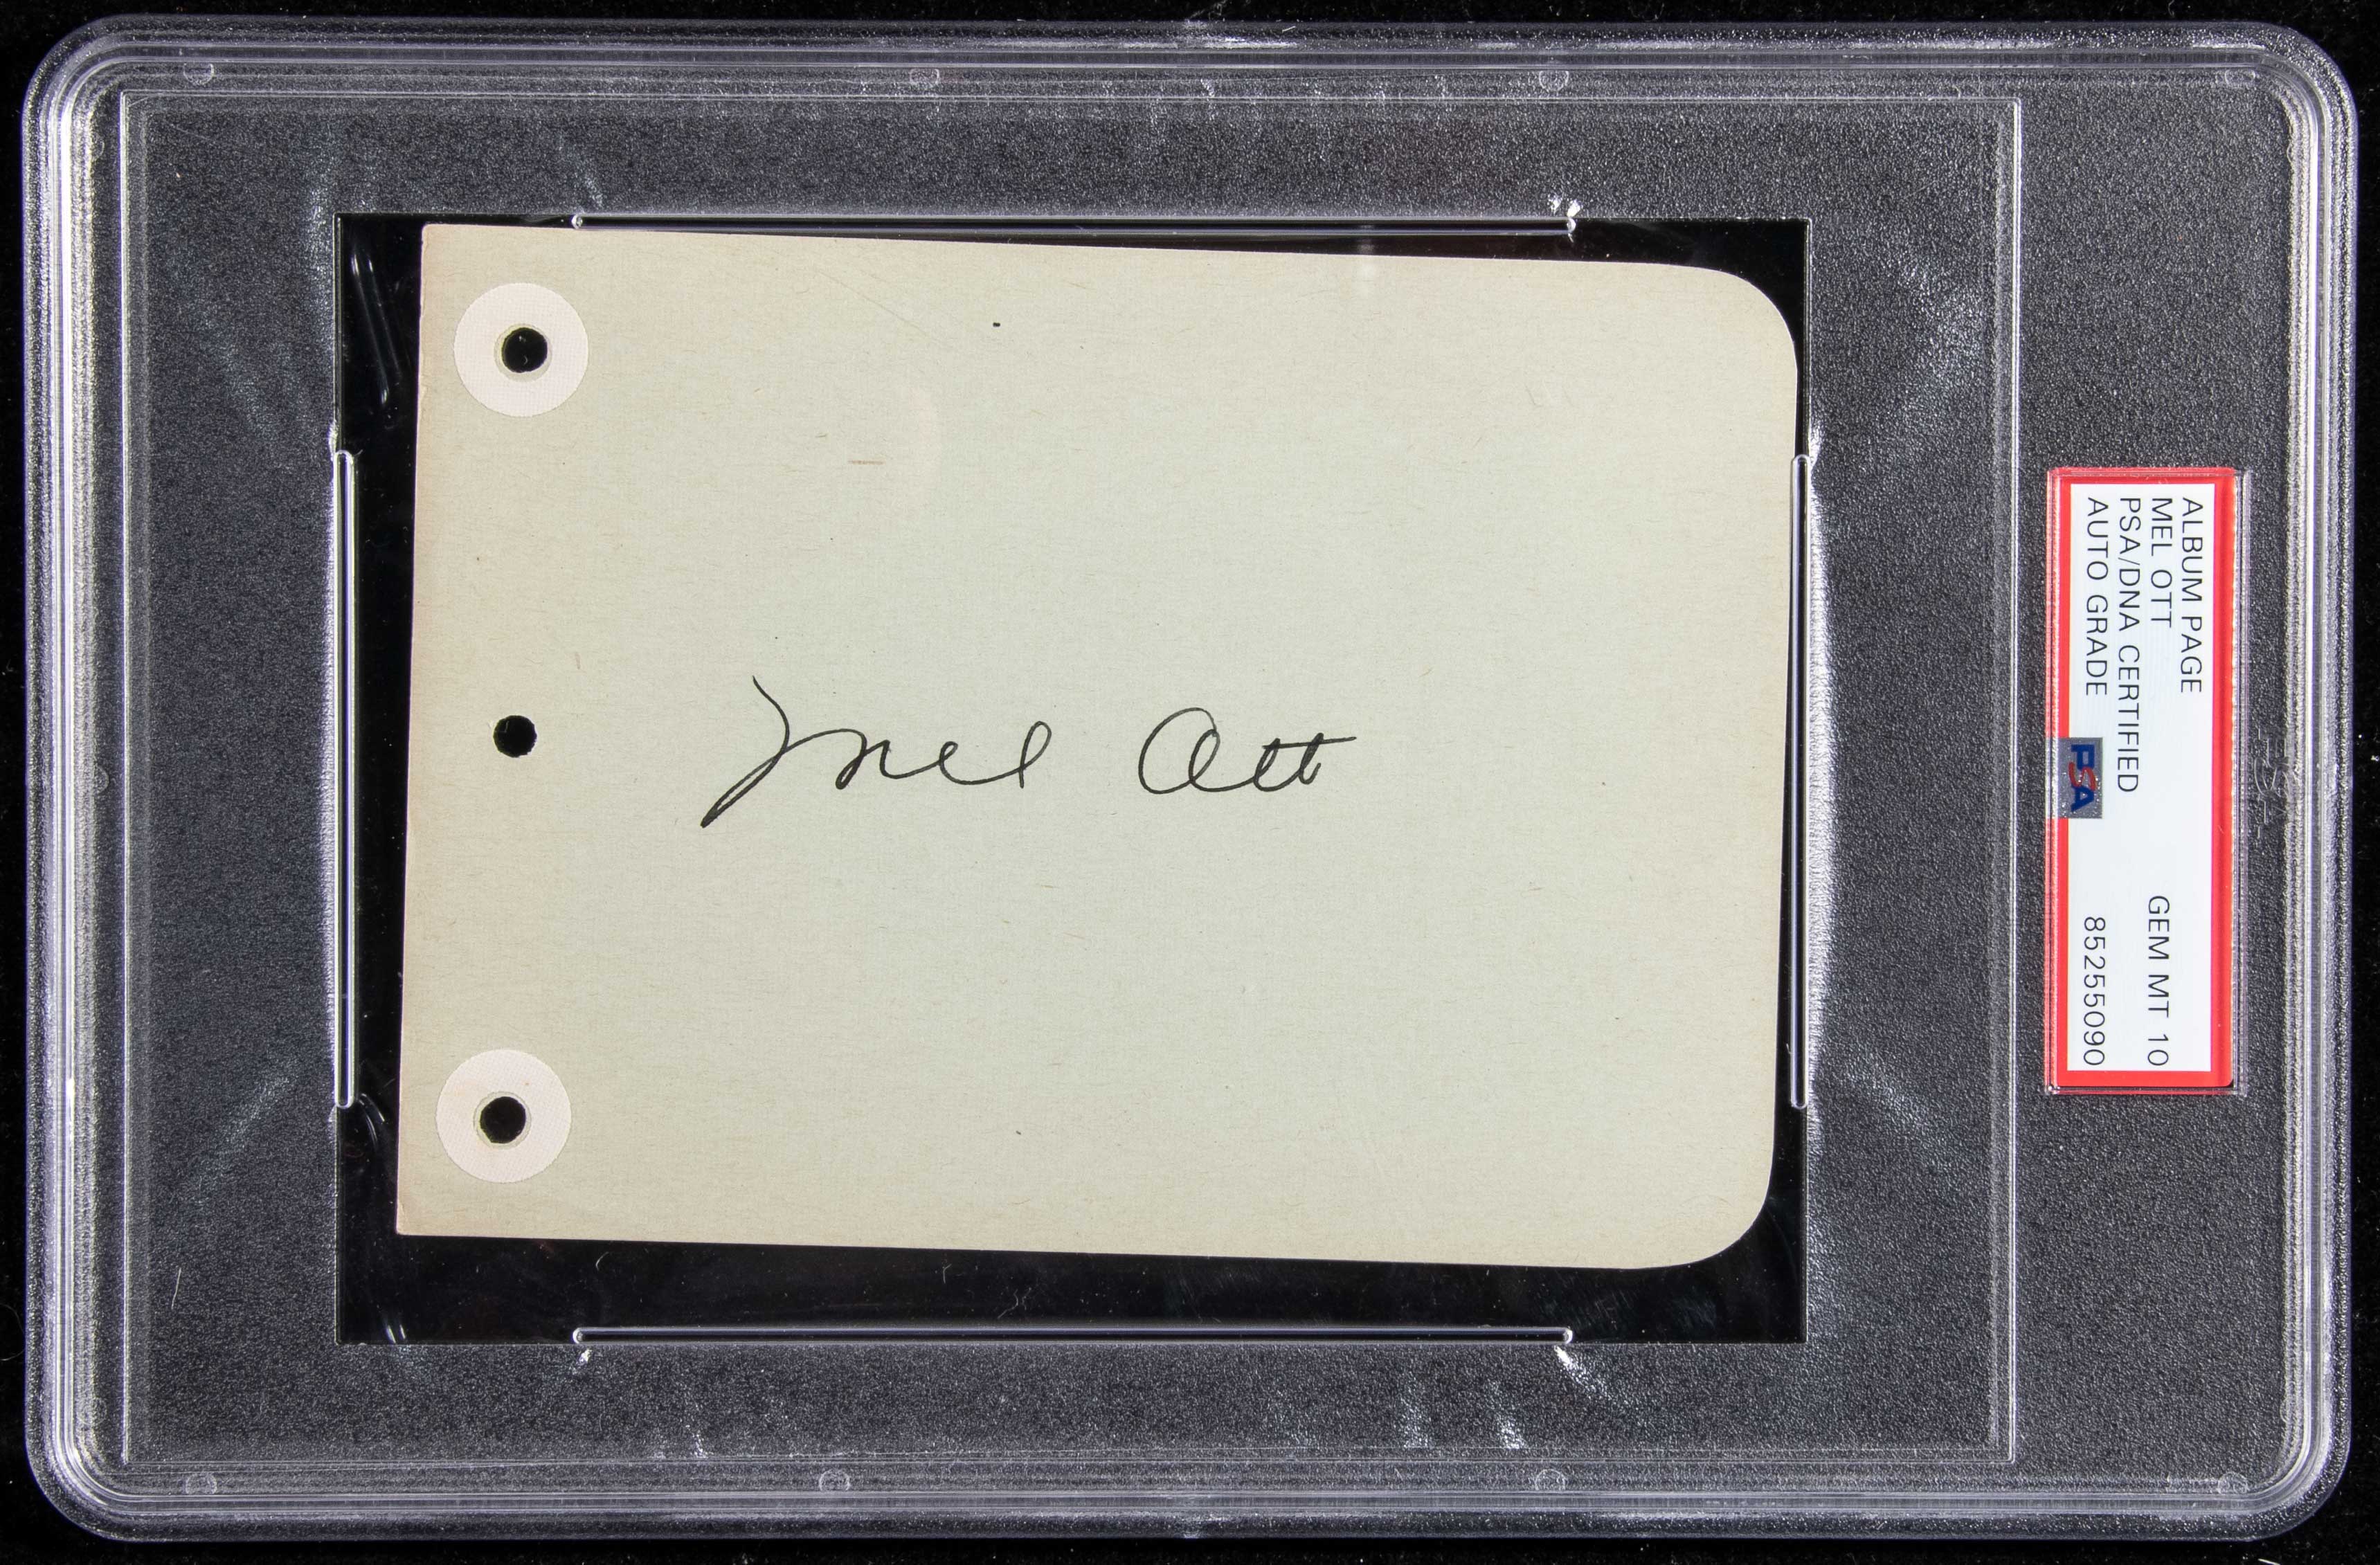 Mel Ott
ALBUM PAGE
MEL OTT GEM MT 10
PSA/DNA CERTIFIED
AUTO GRADE PSA 85255090